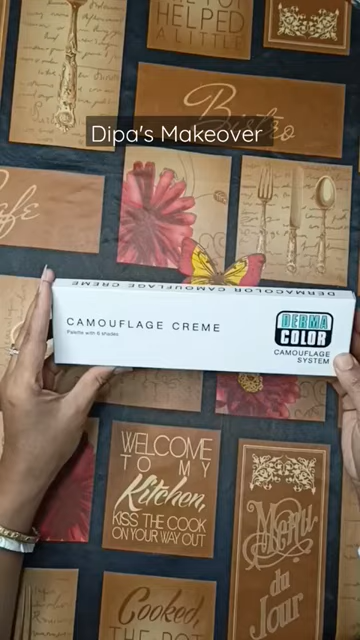 HELPED
A LITTLE
Bistro
Dipa's Makeover
DERMACOLOR CAMOUFLAGE CREME
CAMOUFLAGE CREME
Palette with 6 shades
DERMA
COLOR
CAMOUFLAGE
SYSTEM
WELCOME
TO MY
Kitchen,
KISS THE COOK
ON YOUR WAY OUT
Menu
du
Jour
Cooked,